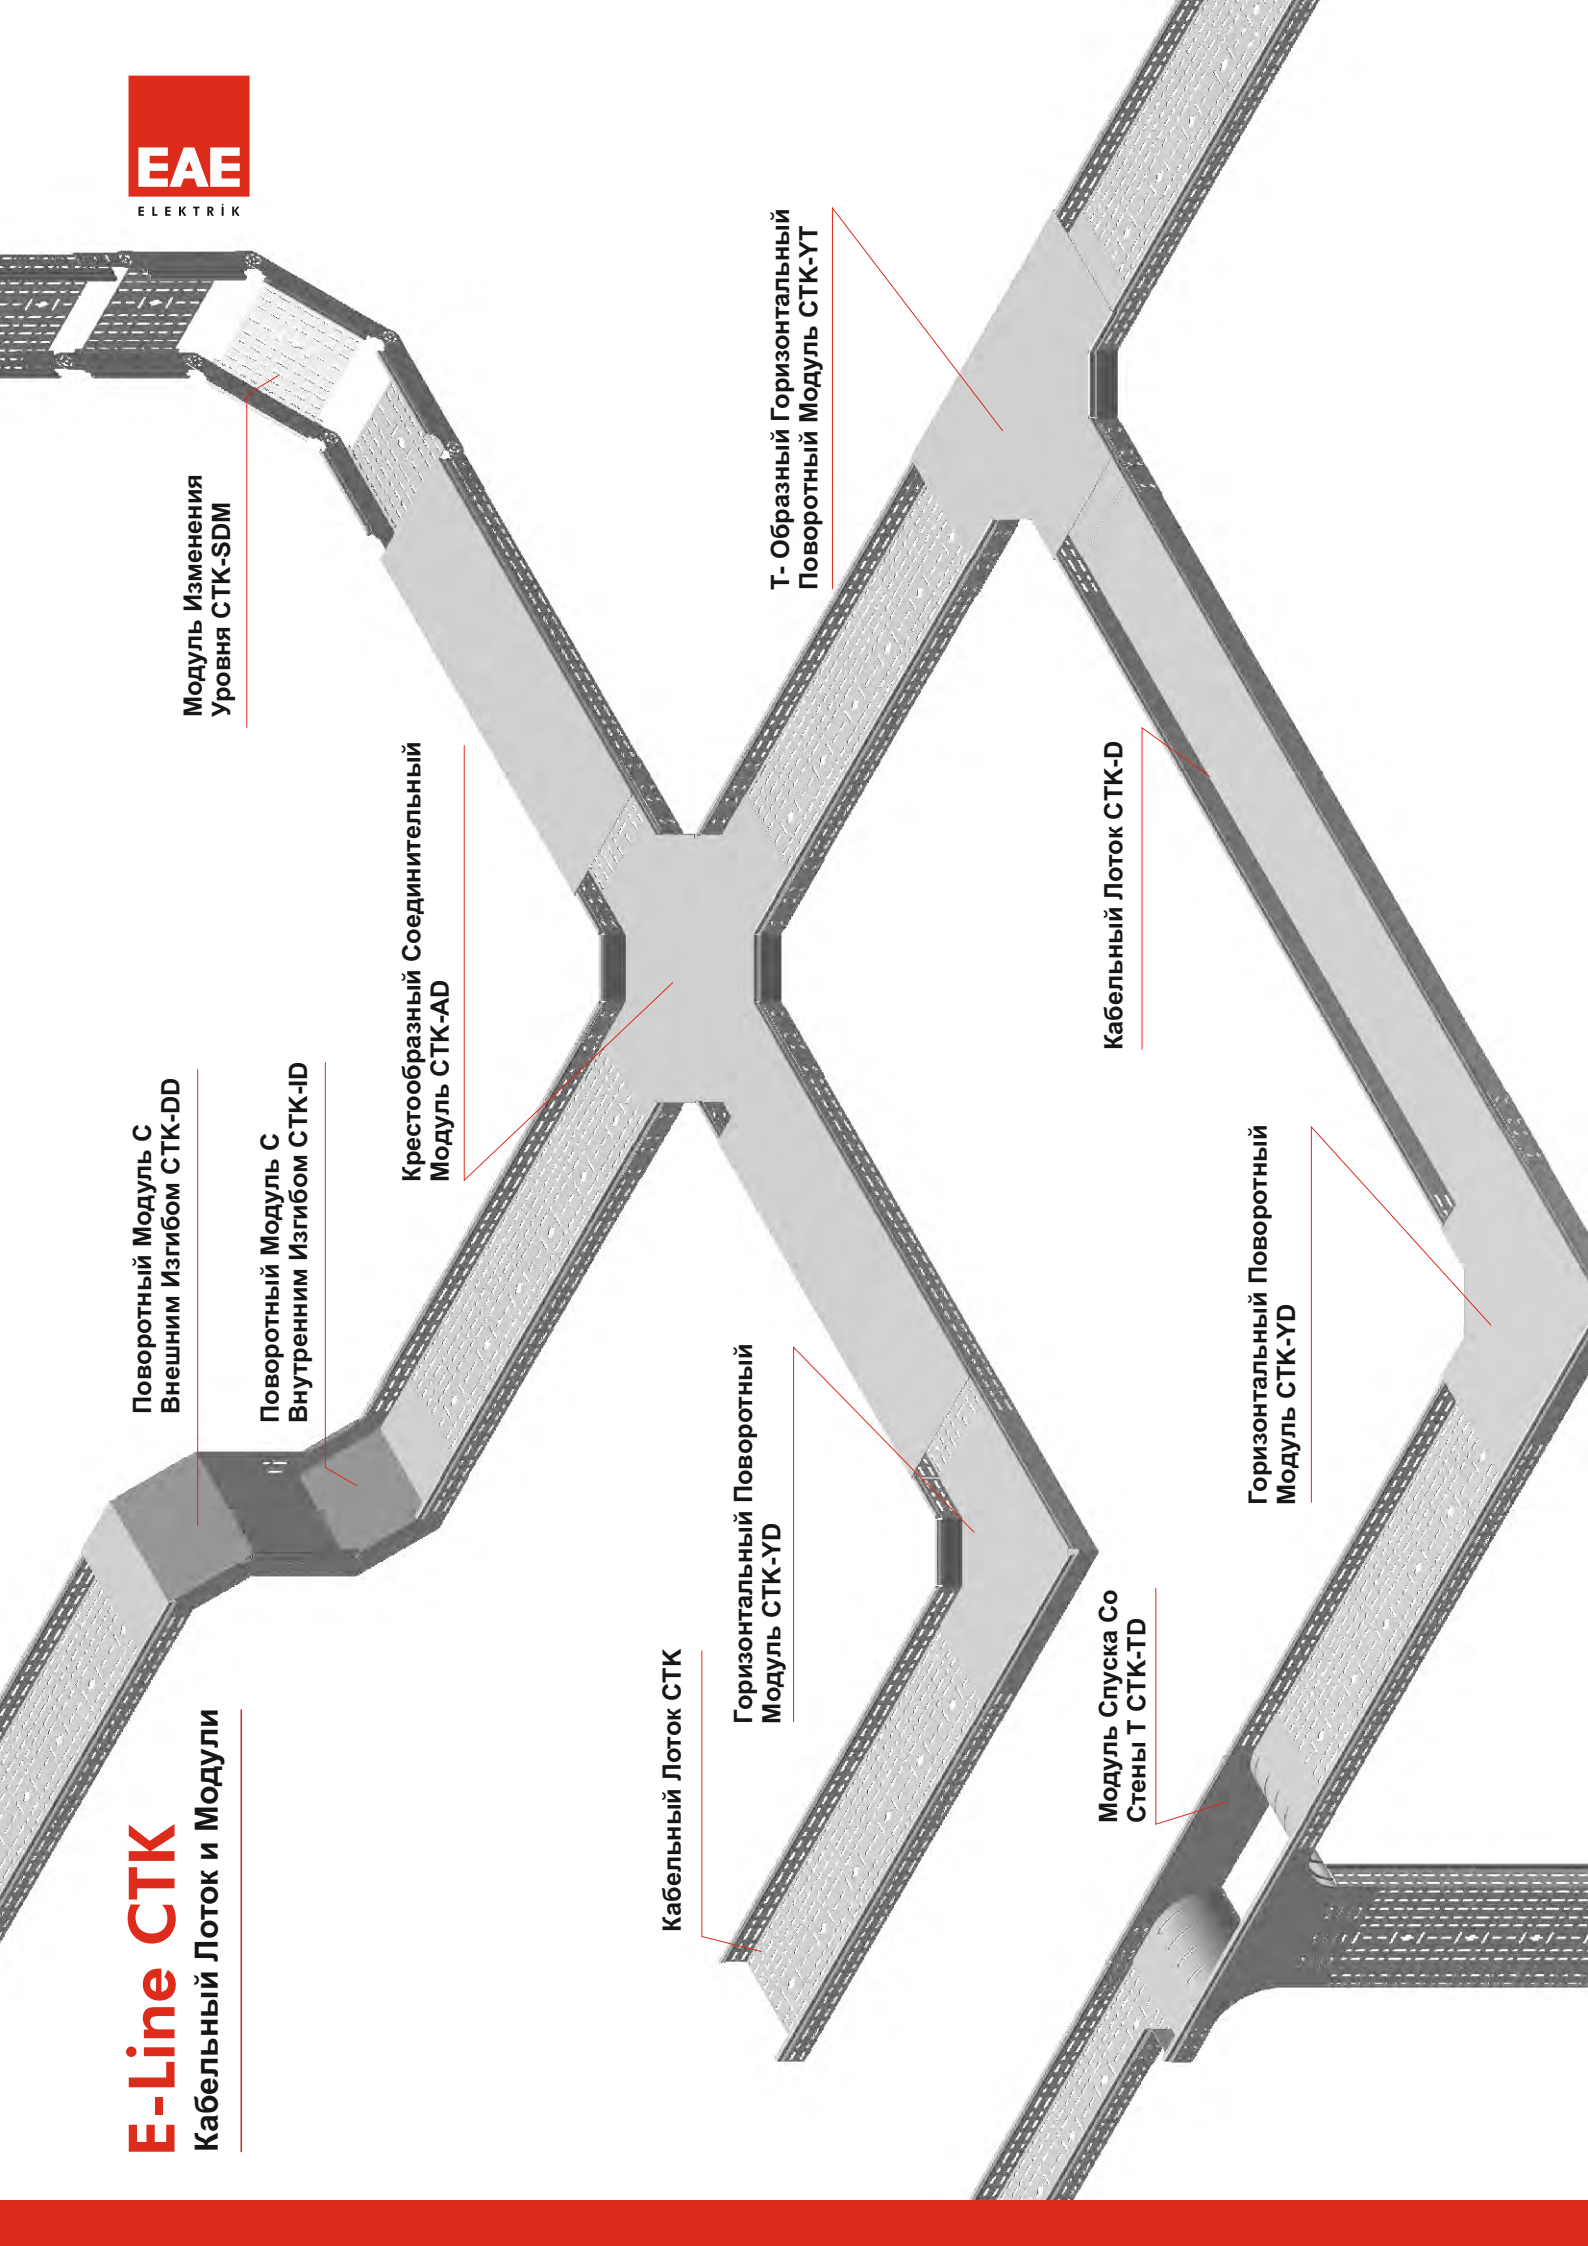 EAE
ELEKTRİK
E-Line CTK
Кабельный Лоток и Модули
Поворотный Модуль С
Внешним Изгибом CTK-DD
Поворотный Модуль С
Внутренним Изгибом CTK-ID
Модуль Изменения
Уровня CTK-SDM
Крестообразный Соединительный
Модуль CTK-AD
Кабельный Лоток CTK
Горизонтальный Поворотный
Модуль CTK-YD
Т- Образный Горизонтальный
Поворотный Модуль CTK-YT
Модуль Спуска Со
Стены Т CTK-TD
Кабельный Лоток CTK-D
Горизонтальный Поворотный
Модуль CTK-YD